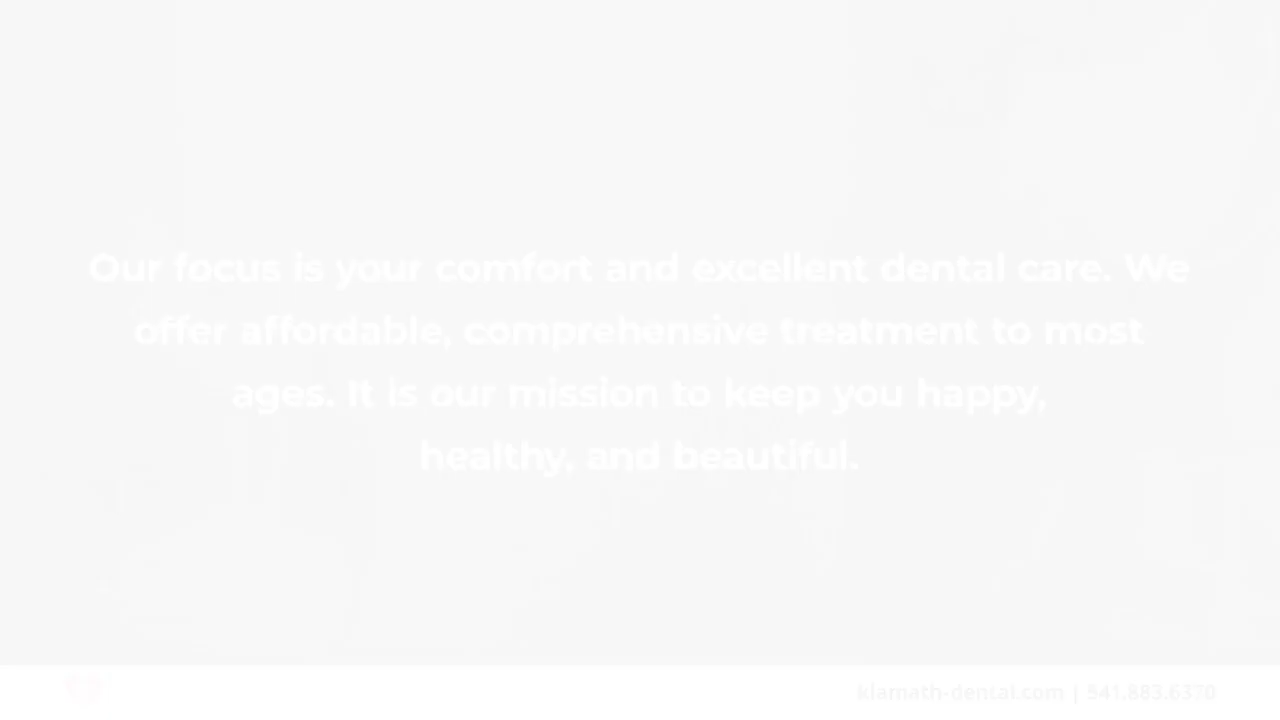 Our focus is your comfort and excellent dental care. We
offer affordable, comprehensive treatment to most
ages. It is our mission to keep you happy,
healthy, and beautiful.
klamath-dental.com | 541.883.6370